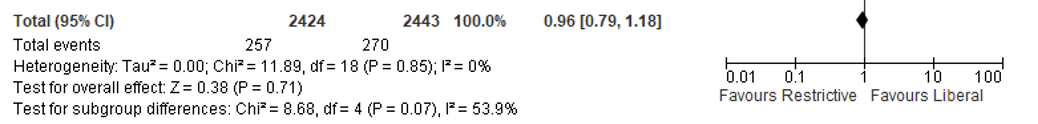 Total (95% CI) 2424 2443 100.0% 0.96 [0.79, 1.18]
Total events 257 270
Heterogeneity: Tau² = 0.00; Chi² = 11.89, df = 18 (P = 0.85); I² = 0%
Test for overall effect: Z = 0.38 (P = 0.71)
Test for subgroup differences: Chi² = 8.68, df = 4 (P = 0.07), I² = 53.9%
0.01 0.1 1 10 100
Favours Restrictive Favours Liberal